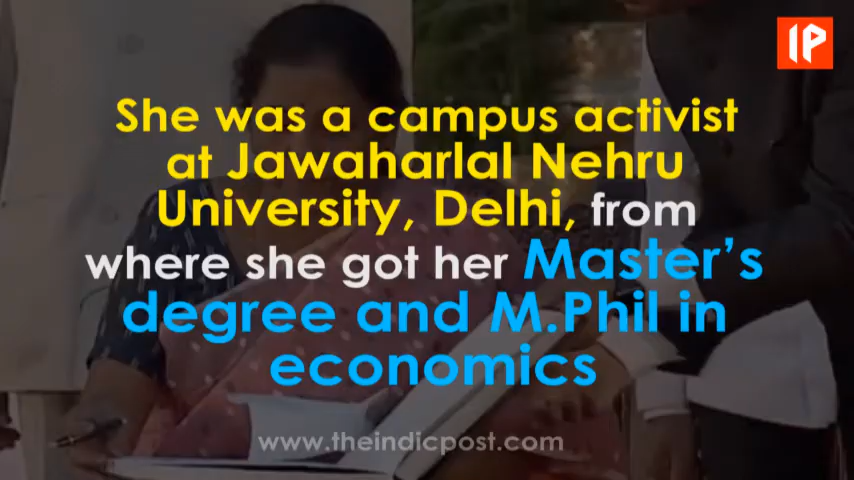 IP
She was a campus activist
at Jawaharlal Nehru
University, Delhi, from
where she got her Master's
degree and M.Phil in
economics
www.theindicpost.com